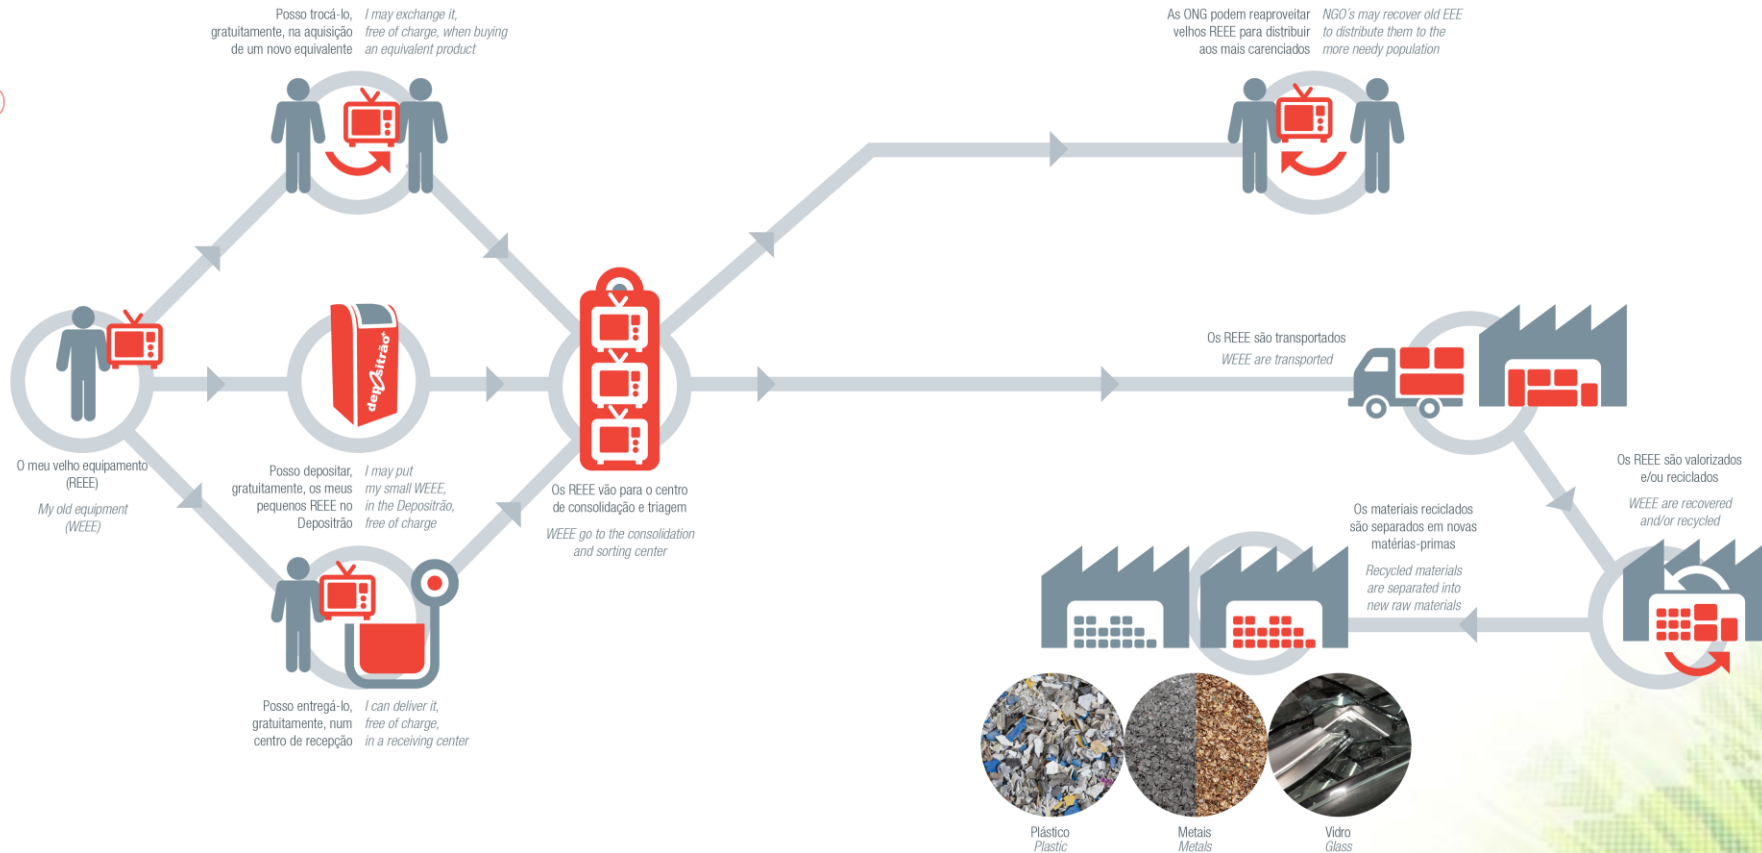 Posso trocá-lo,
gratuitamente, na aquisição
de um novo equivalente
I may exchange it,
free of charge, when buying
an equivalent product
As ONG podem reaproveitar
velhos REEE para distribuir
aos mais carenciados
NGO´s may recover old EEE
to distribute them to the
more needy population
depositrão+
O meu velho equipamento
(REEE)
My old equipment
(WEEE)
Posso depositar,
gratuitamente, os meus
pequenos REEE no
Depositrão
I may put
my small WEEE,
in the Depositrão,
free of charge
Os REEE vão para o centro
de consolidação e triagem
WEEE go to the consolidation
and sorting center
Os REEE são transportados
WEEE are transported
Os REEE são valorizados
e/ou reciclados
WEEE are recovered
and/or recycled
Os materiais reciclados
são separados em novas
matérias-primas
Recycled materials
are separated into
new raw materials
Posso entregá-lo,
gratuitamente, num
centro de recepção
I can deliver it,
free of charge,
in a receiving center
Plástico
Plastic
Metais
Metals
Vidro
Glass